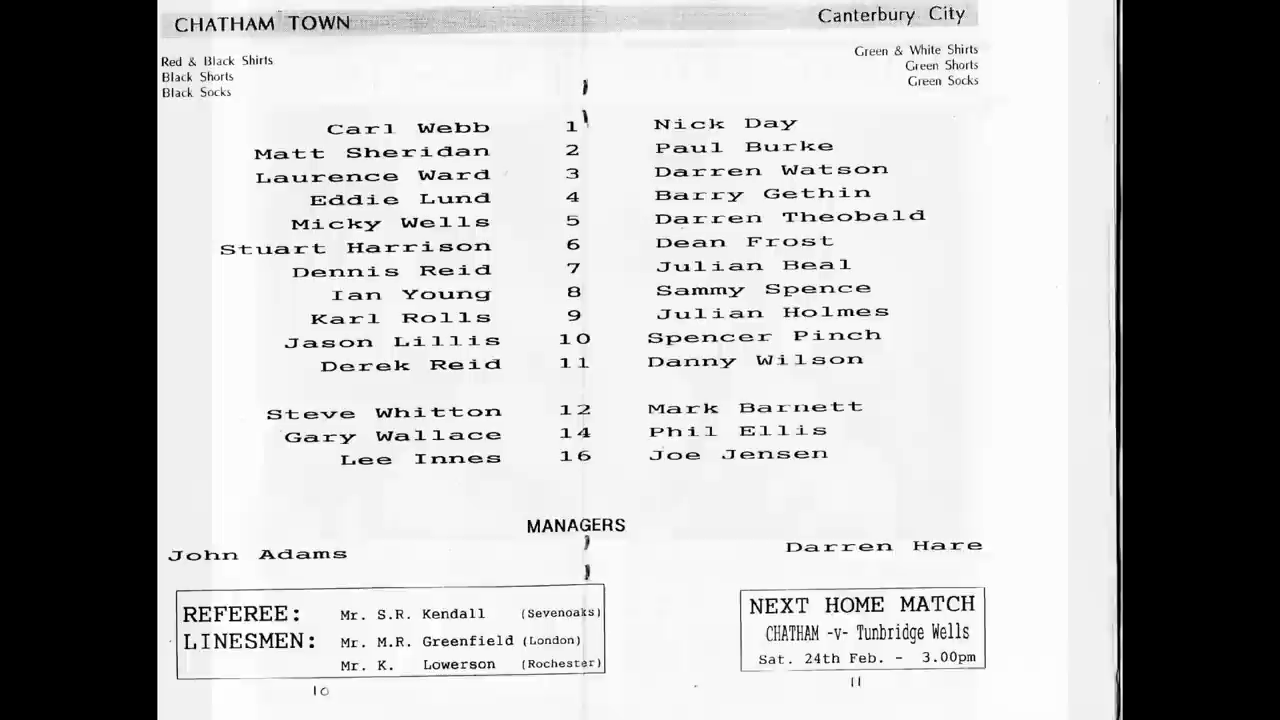 CHATHAM TOWN Canterbury City
Red & Black Shirts Green & White Shirts
Black Shorts Green Shorts
Black Socks Green Socks
Carl Webb 1 Nick Day
Matt Sheridan 2 Paul Burke
Laurence Ward 3 Darren Watson
Eddie Lund 4 Barry Gethin
Micky Wells 5 Darren Theobald
Stuart Harrison 6 Dean Frost
Dennis Reid 7 Julian Beal
Ian Young 8 Sammy Spence
Karl Rolls 9 Julian Holmes
Jason Lillis 10 Spencer Pinch
Derek Reid 11 Danny Wilson
Steve Whitton 12 Mark Barnett
Gary Wallace 14 Phil Ellis
Lee Innes 16 Joe Jensen
MANAGERS
John Adams Darren Hare
REFEREE: Mr. S.R. Kendall (Sevenoaks)
LINESMEN: Mr. M.R. Greenfield (London)
Mr. K. Lowerson (Rochester)
10
NEXT HOME MATCH
CHATHAM -v- Tunbridge Wells
Sat. 24th Feb. - 3.00pm
11